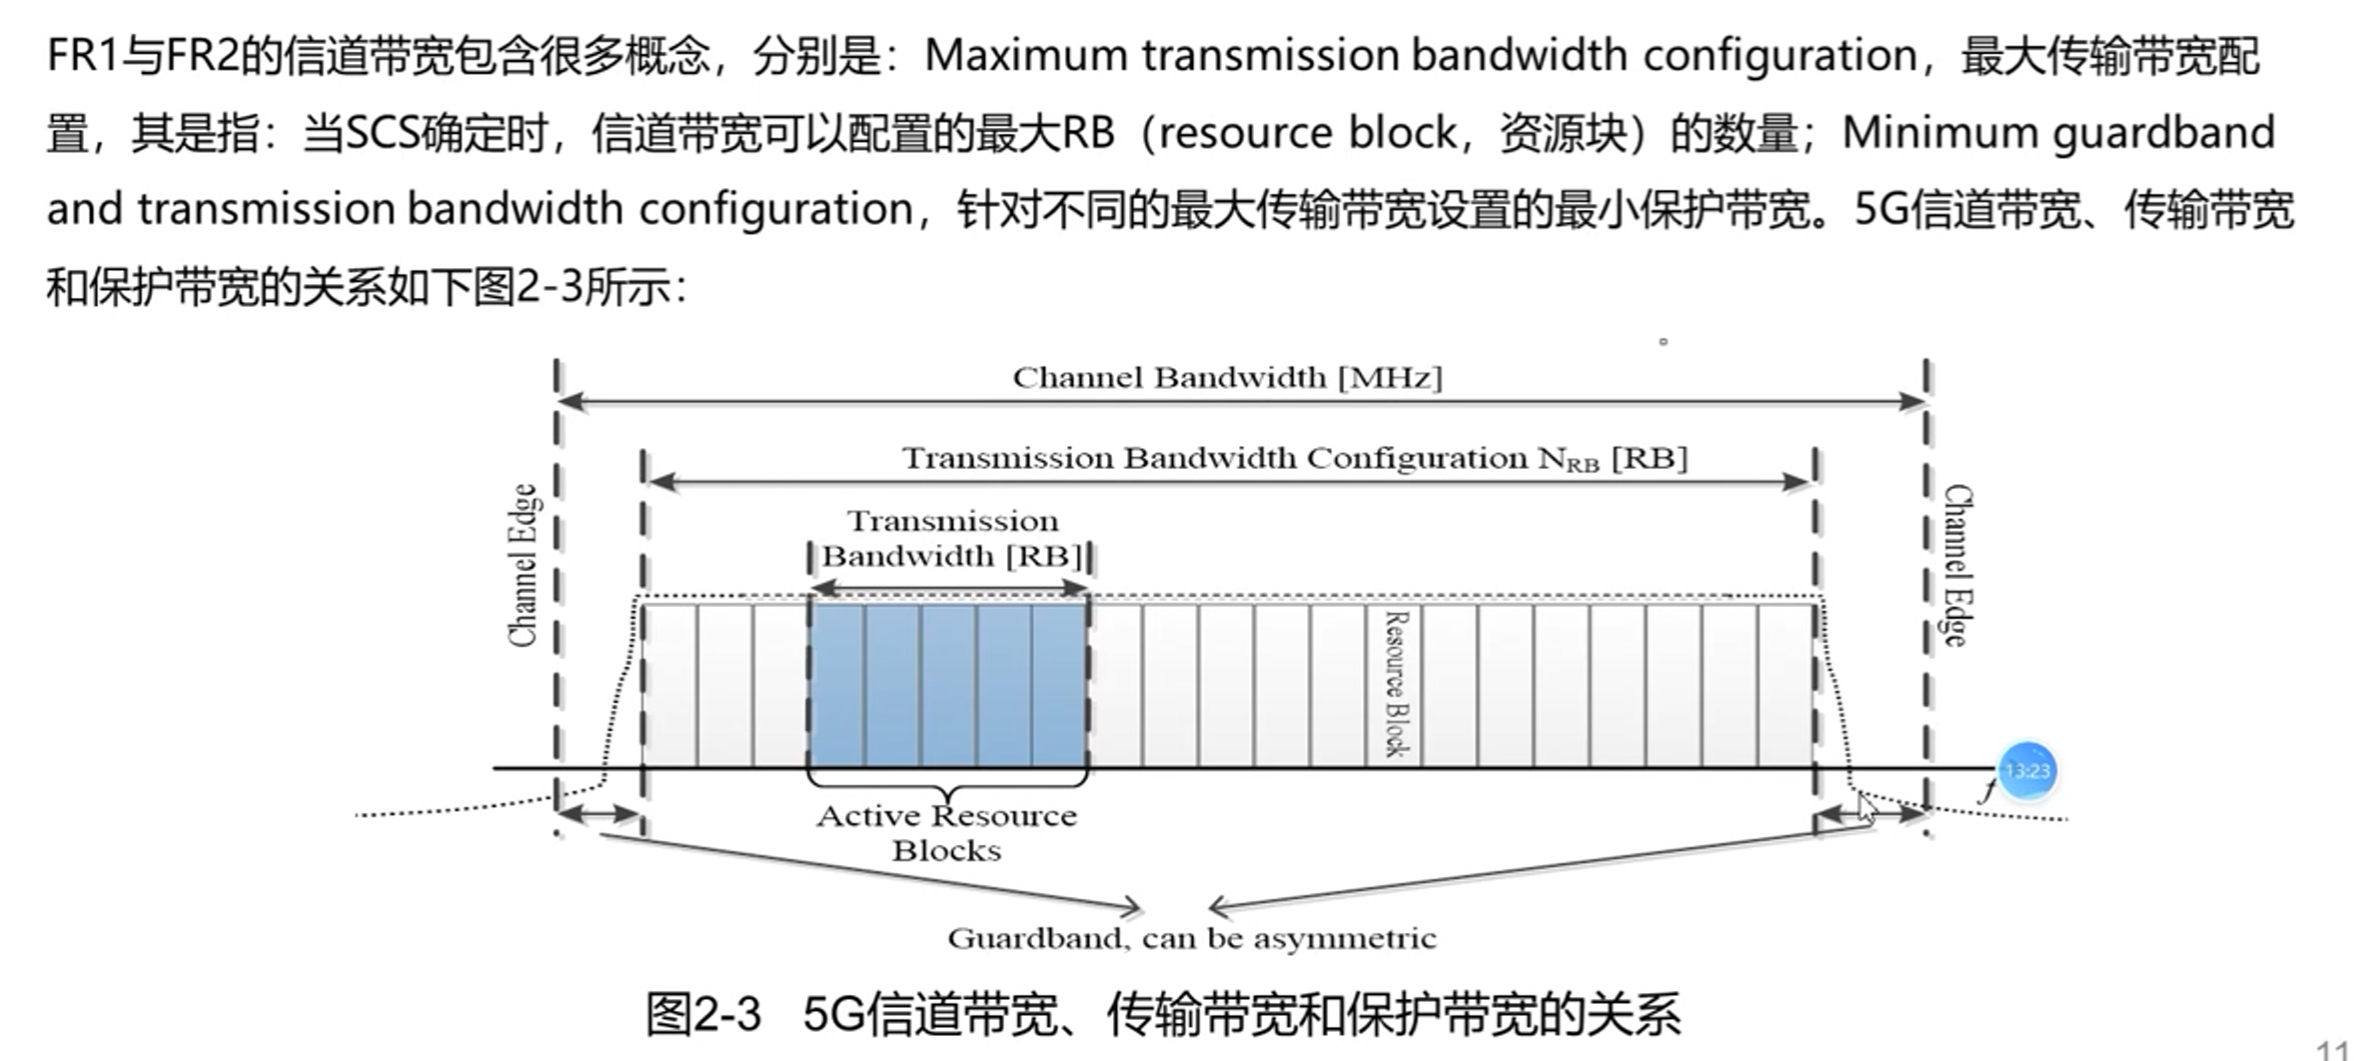 FR1与FR2的信道带宽包含很多概念，分别是：Maximum transmission bandwidth configuration，最大传输带宽配
置，其是指：当SCS确定时，信道带宽可以配置的最大RB（resource block，资源块）的数量；Minimum guardband
and transmission bandwidth configuration，针对不同的最大传输带宽设置的最小保护带宽。5G信道带宽、传输带宽
和保护带宽的关系如下图2-3所示：
Channel Bandwidth [MHz]
Transmission Bandwidth Configuration NRB [RB]
Channel Edge
Transmission
Bandwidth [RB]
Channel Edge
Resource Block
13:23
f
Active Resource
Blocks
Guardband, can be asymmetric
图2-3 5G信道带宽、传输带宽和保护带宽的关系
11